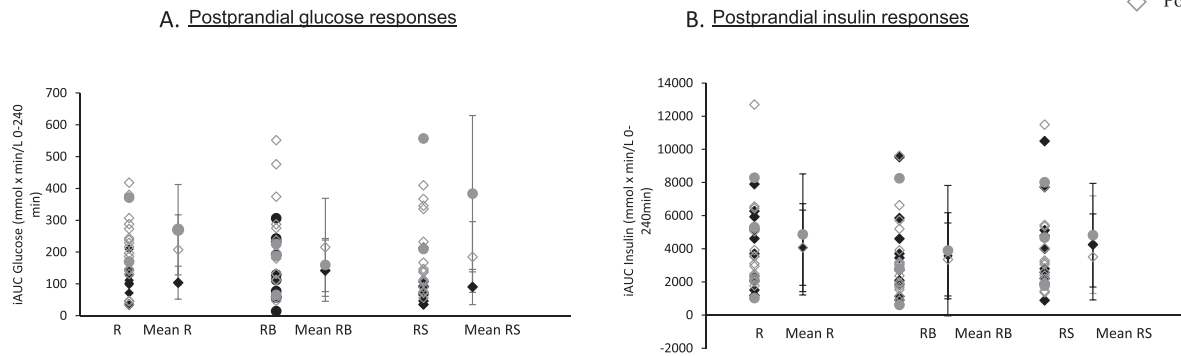 A. Postprandial glucose responses
B. Postprandial insulin responses
iAUC Glucose (mmol x min/L 0-240
min)
700
600
500
400
300
200
100
0
R Mean R RB Mean RB RS Mean RS
iAUC Insulin (mmol x min/L 0-
240min)
14000
12000
10000
8000
6000
4000
2000
0
-2000
R Mean R RB Mean RB RS Mean RS